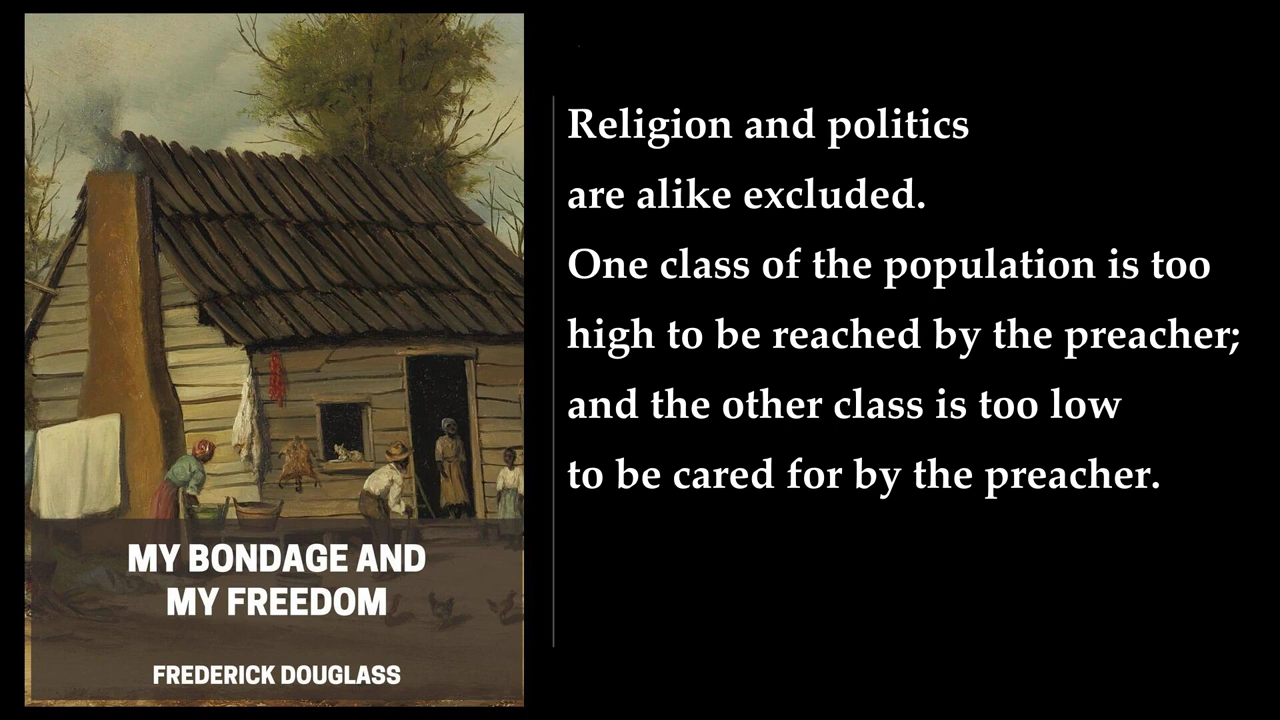 MY BONDAGE AND
MY FREEDOM
FREDERICK DOUGLASS
Religion and politics
are alike excluded.
One class of the population is too
high to be reached by the preacher;
and the other class is too low
to be cared for by the preacher.